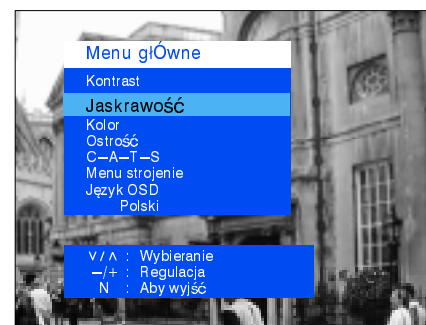 Menu głÓwne
Kontrast
Jaskrawość
Kolor
Ostrość
C–A–T–S
Menu strojenie
Język OSD
Polski
∨/∧ : Wybieranie
–/+ : Regulacja
N : Aby wyjść